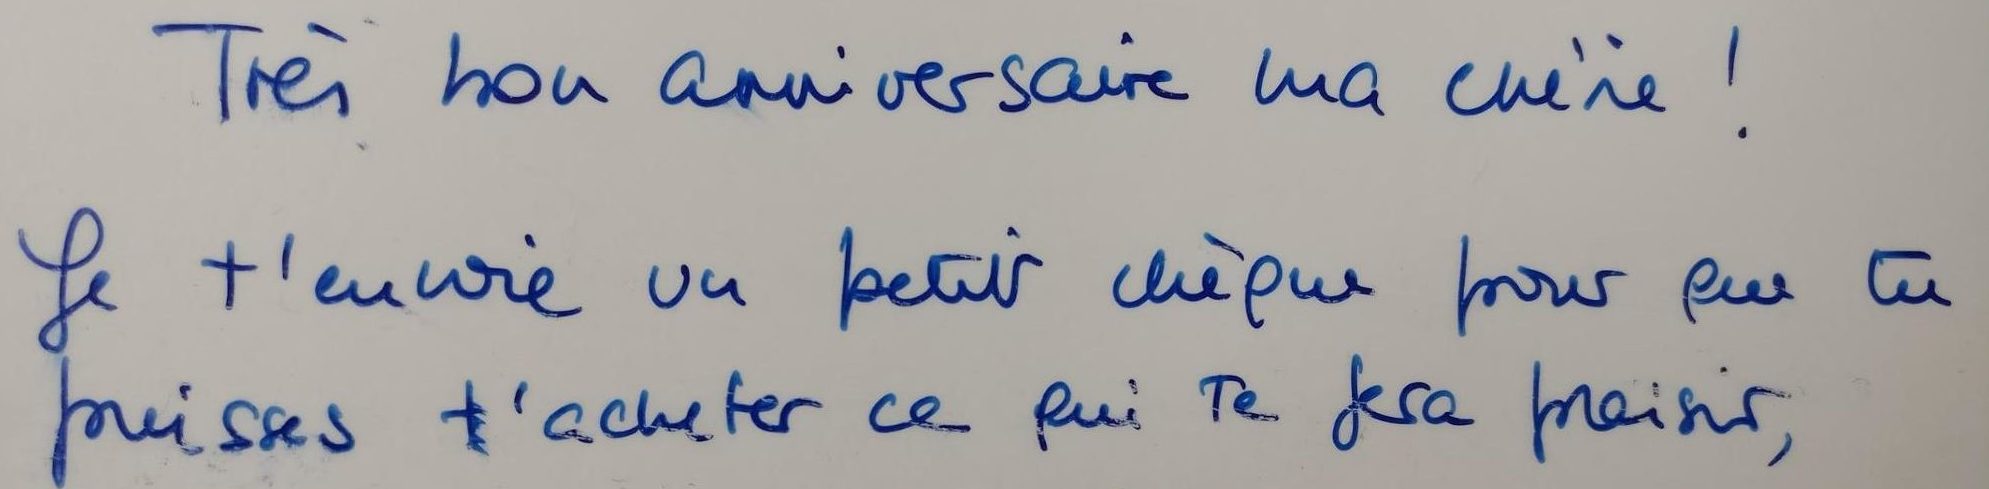 Très bon anniversaire ma chérie !
Je t'envoie un petit chèque pour que tu
puisses t'acheter ce qui te fera plaisir,